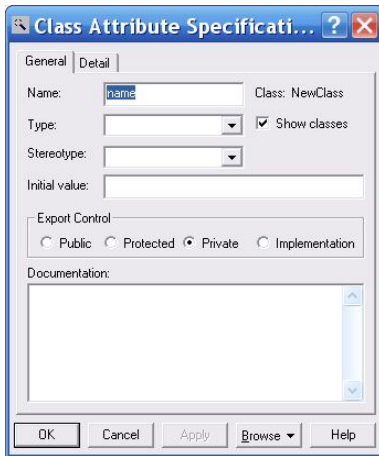 Class Attribute Specificati... ? X
General Detail
Name: name Class: NewClass
Type: Show classes
Stereotype:
Initial value:
Export Control
Public Protected Private Implementation
Documentation:
OK Cancel Apply Browse Help